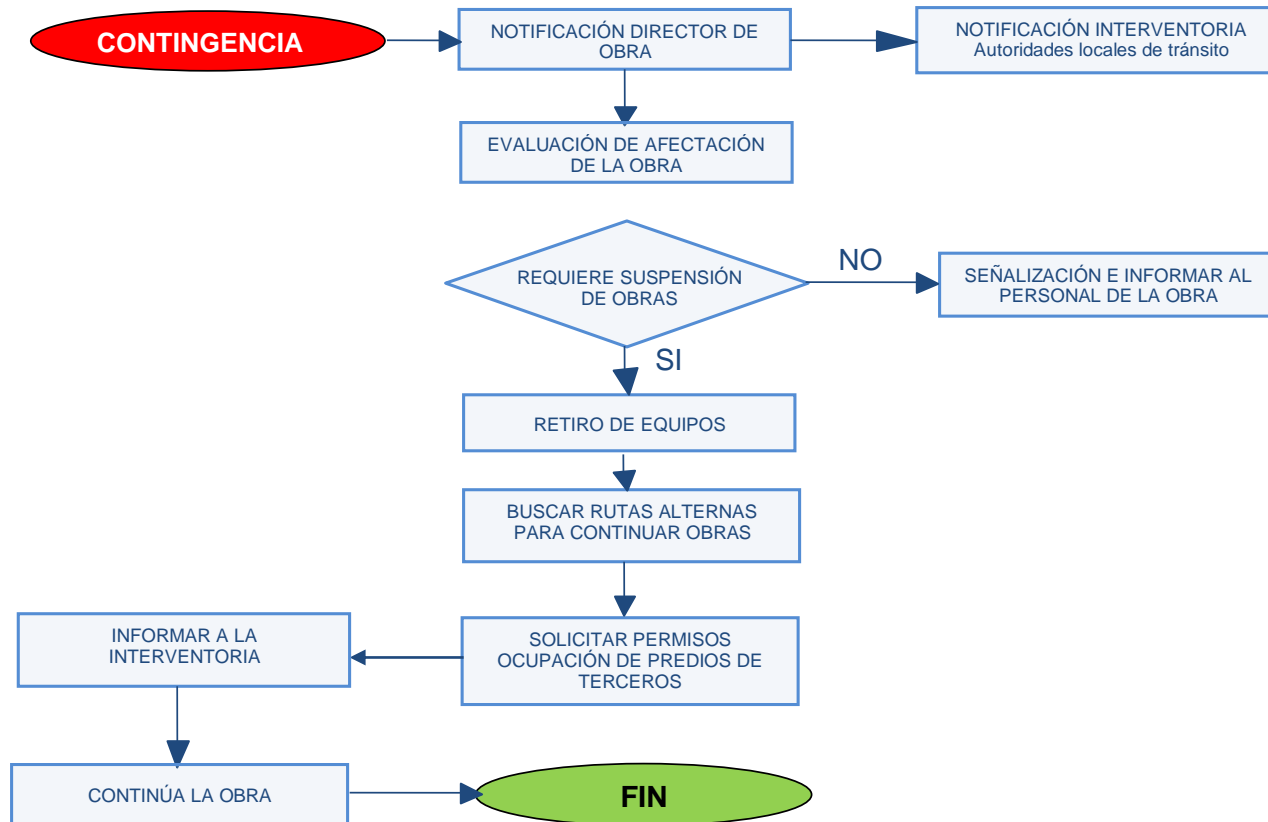 CONTINGENCIA
NOTIFICACIÓN DIRECTOR DE
OBRA
NOTIFICACIÓN INTERVENTORIA
Autoridades locales de tránsito
EVALUACIÓN DE AFECTACIÓN
DE LA OBRA
REQUIERE SUSPENSIÓN
DE OBRAS
NO
SEÑALIZACIÓN E INFORMAR AL
PERSONAL DE LA OBRA
SI
RETIRO DE EQUIPOS
BUSCAR RUTAS ALTERNAS
PARA CONTINUAR OBRAS
SOLICITAR PERMISOS
OCUPACIÓN DE PREDIOS DE
TERCEROS
INFORMAR A LA
INTERVENTORIA
CONTINÚA LA OBRA
FIN